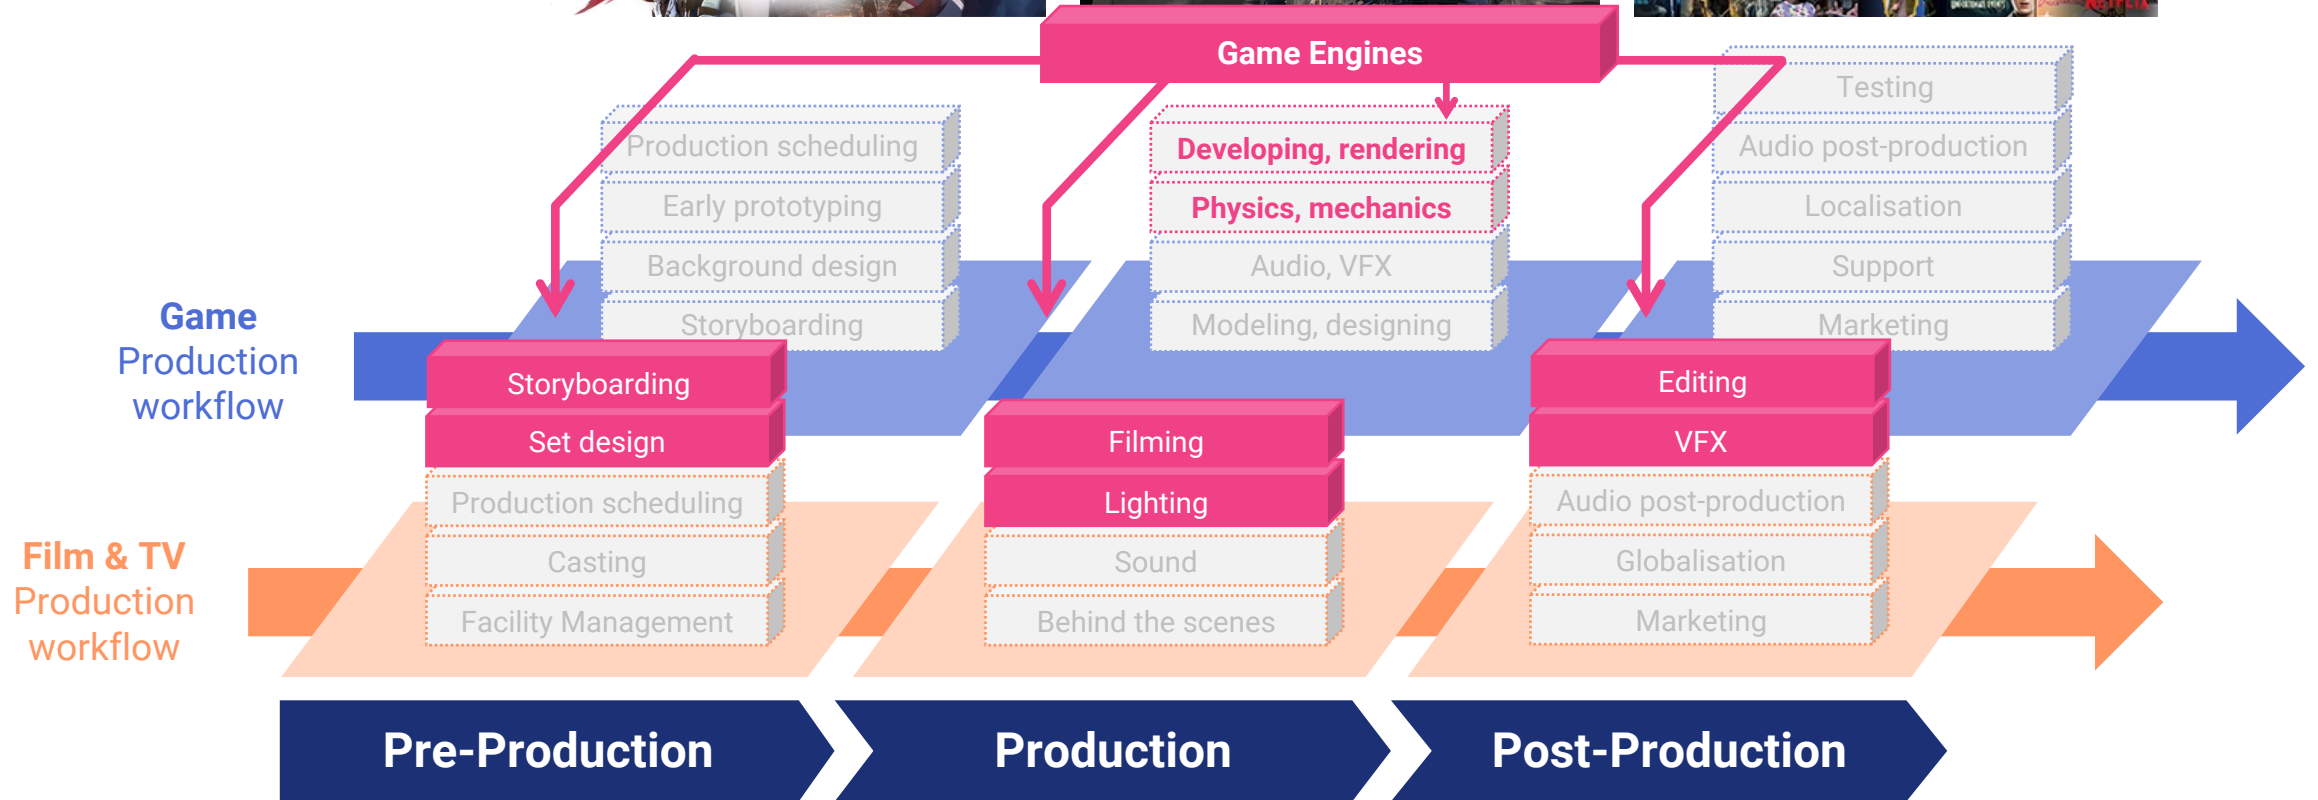 UNFORTUNATE EVENTS
NETFLIX
Game Engines
Testing
Production scheduling
Developing, rendering
Audio post-production
Early prototyping
Physics, mechanics
Localisation
Background design
Audio, VFX
Support
Storyboarding
Modeling, designing
Marketing
Game
Production
workflow
Storyboarding
Editing
Set design
Filming
VFX
Production scheduling
Lighting
Audio post-production
Casting
Sound
Globalisation
Facility Management
Behind the scenes
Marketing
Film & TV
Production
workflow
Pre-Production
Production
Post-Production